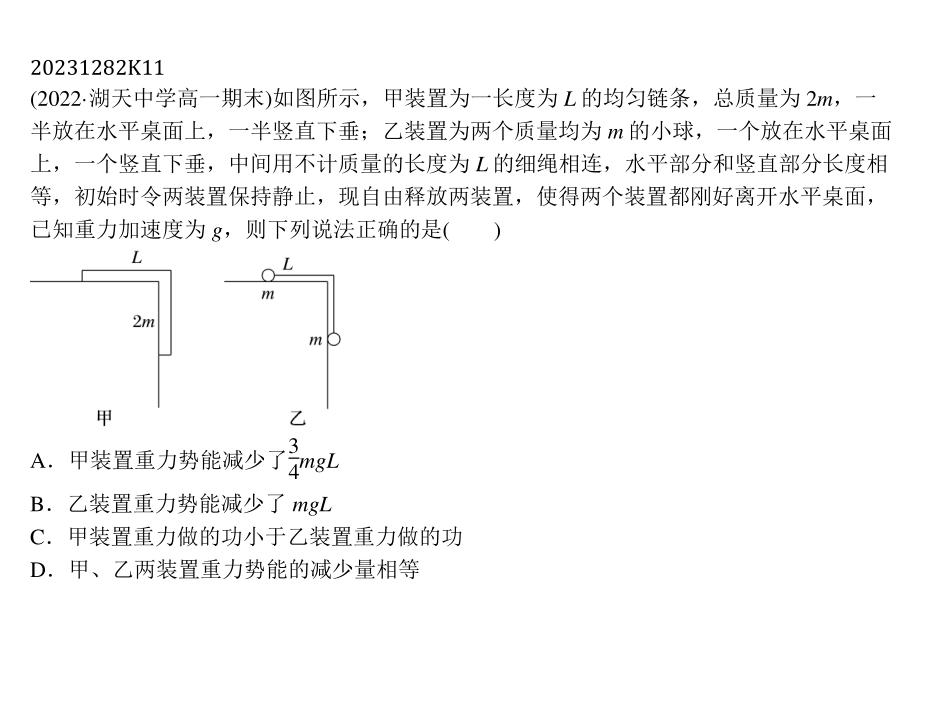 20231282K11
(2022·湖天中学高一期末)如图所示，甲装置为一长度为 L 的均匀链条，总质量为 2m，一
半放在水平桌面上，一半竖直下垂；乙装置为两个质量均为 m 的小球，一个放在水平桌面
上，一个竖直下垂，中间用不计质量的长度为 L 的细绳相连，水平部分和竖直部分长度相
等，初始时令两装置保持静止，现自由释放两装置，使得两个装置都刚好离开水平桌面，
已知重力加速度为 g，则下列说法正确的是(　　)
L
2m
甲
L
m
m
乙
A．甲装置重力势能减少了3/4mgL
B．乙装置重力势能减少了 mgL
C．甲装置重力做的功小于乙装置重力做的功
D．甲、乙两装置重力势能的减少量相等